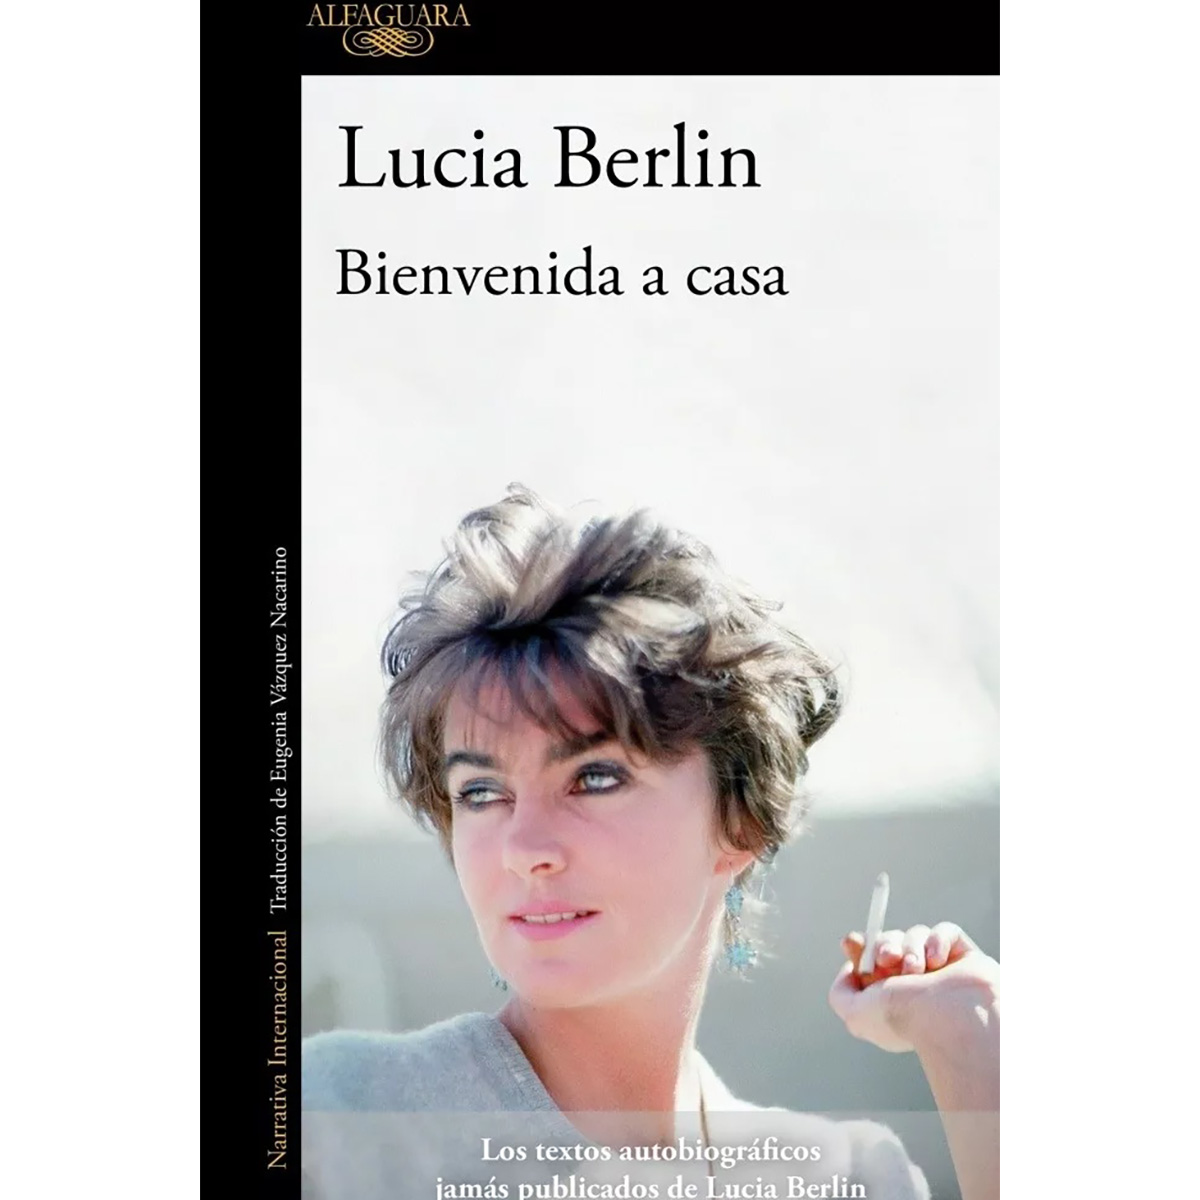 ALFAGUARA
Lucia Berlin
Bienvenida a casa
Narrativa Internacional Traducción de Eugenia Vázquez Nacarino
Los textos autobiográficos
jamás publicados de Lucia Berlin